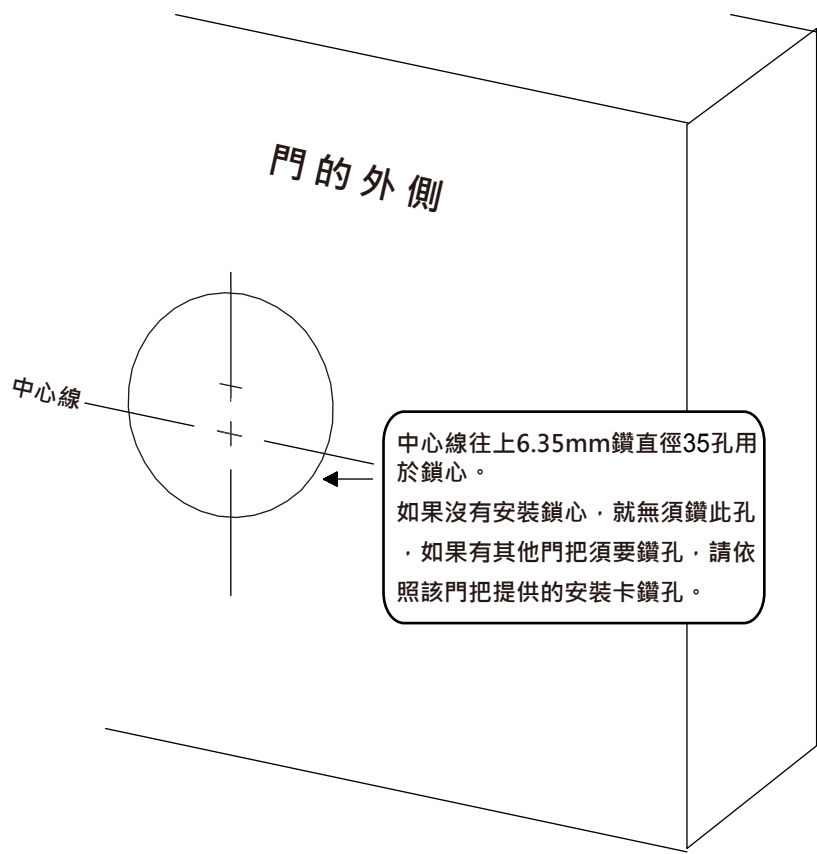 門的外側
中心線
中心線往上6.35mm鑽直徑35孔用
於鎖心。
如果沒有安裝鎖心，就無須鑽此孔
，如果有其他門把須要鑽孔，請依
照該門把提供的安裝卡鑽孔。